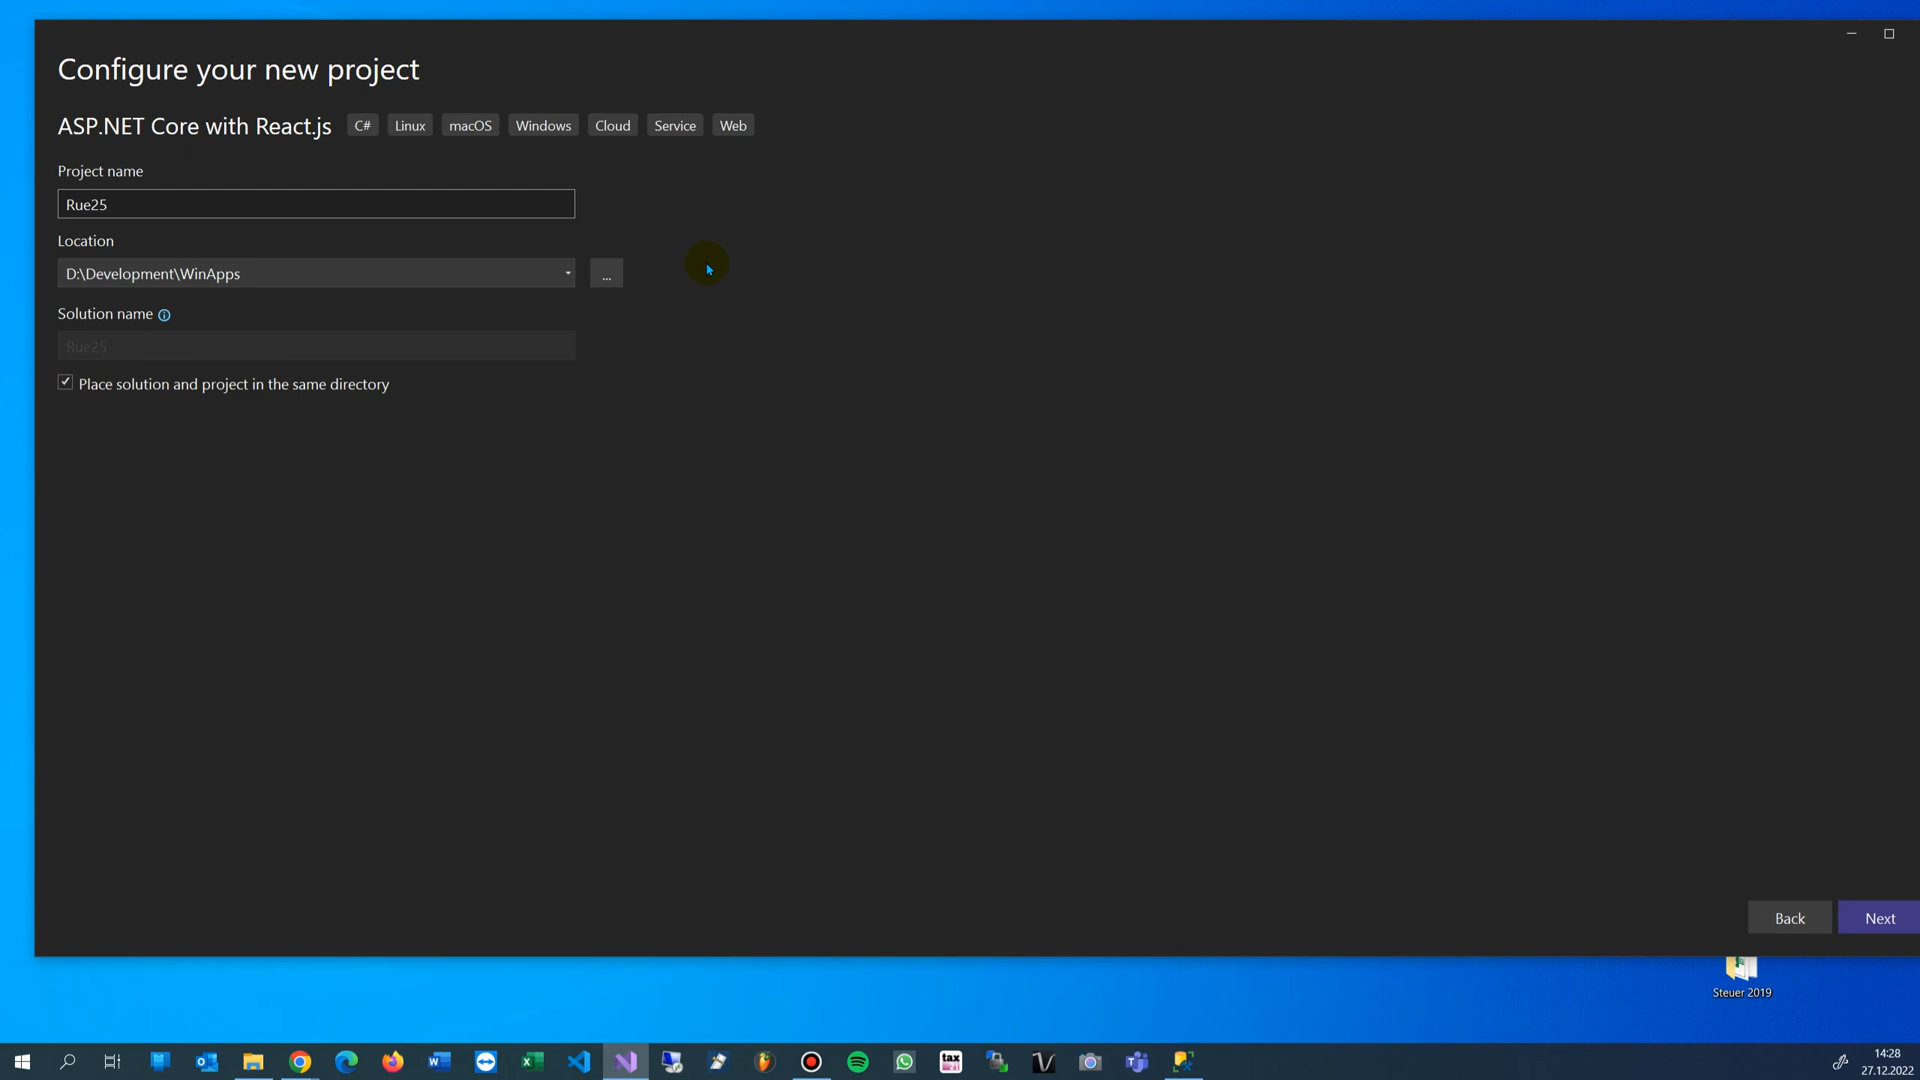 Configure your new project
ASP.NET Core with React.js C# Linux macOS Windows Cloud Service Web
Project name
Rue25
Location
D:\Development\WinApps
...
Solution name
Rue25
Place solution and project in the same directory
Back Next
Steuer 2019
tax
14:28
27.12.2022